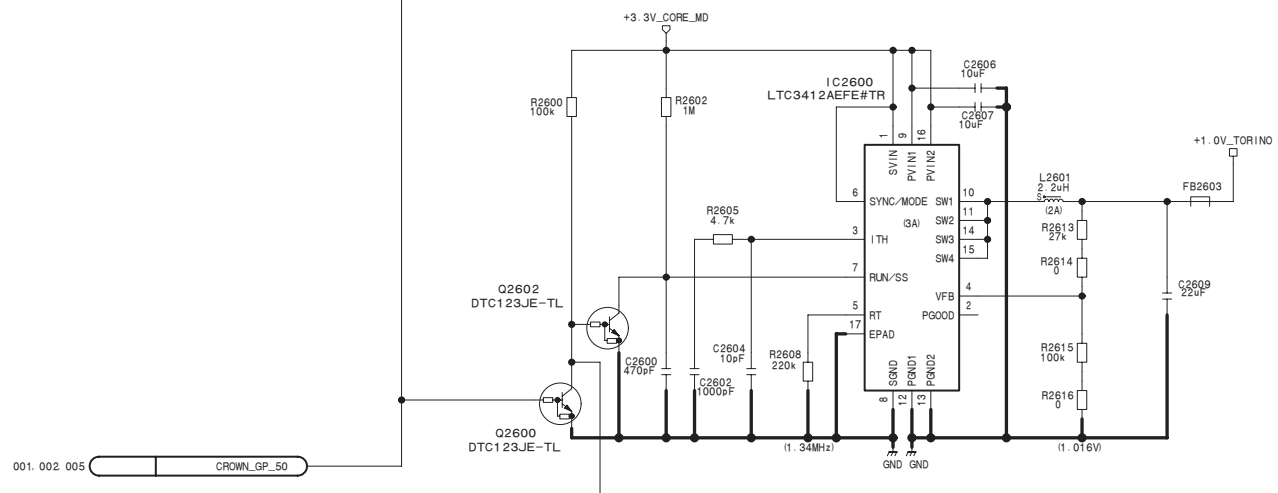 +3.3V_CORE_MD
R2600
100k
R2602
1M
IC2600
LTC3412AEFE#TR
C2606
10uF
C2607
10uF
+1.0V_TORINO
1
9
16
SVIN
PVIN1
PVIN2
6
SYNC/MODE
SW1
10
(3A)
SW2
11
3
ITH
SW3
14
SW4
15
7
RUN/SS
VFB
4
5
RT
PGOOD
2
17
EPAD
SGND
PGND1
PGND2
8
12
13
L2601
2.2uH
S
(2A)
FB2603
R2613
27k
R2614
0
C2609
22uF
R2615
100k
R2616
0
R2605
4.7k
Q2602
DTC123JE-TL
C2600
470pF
C2604
10pF
C2602
1000pF
R2608
220k
Q2600
DTC123JE-TL
(1.34MHz)
GND
GND
(1.016V)
001.002.005
CROWN_GP_50